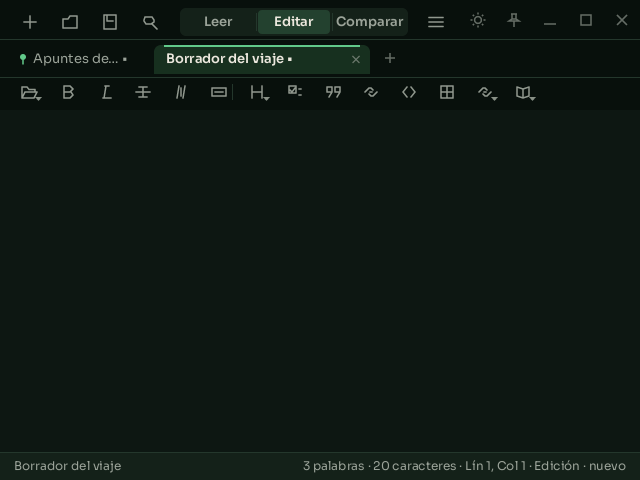 Leer Editar Comparar
Apuntes de... •
Borrador del viaje •
Borrador del viaje
3 palabras · 20 caracteres · Lín 1, Col 1 · Edición · nuevo